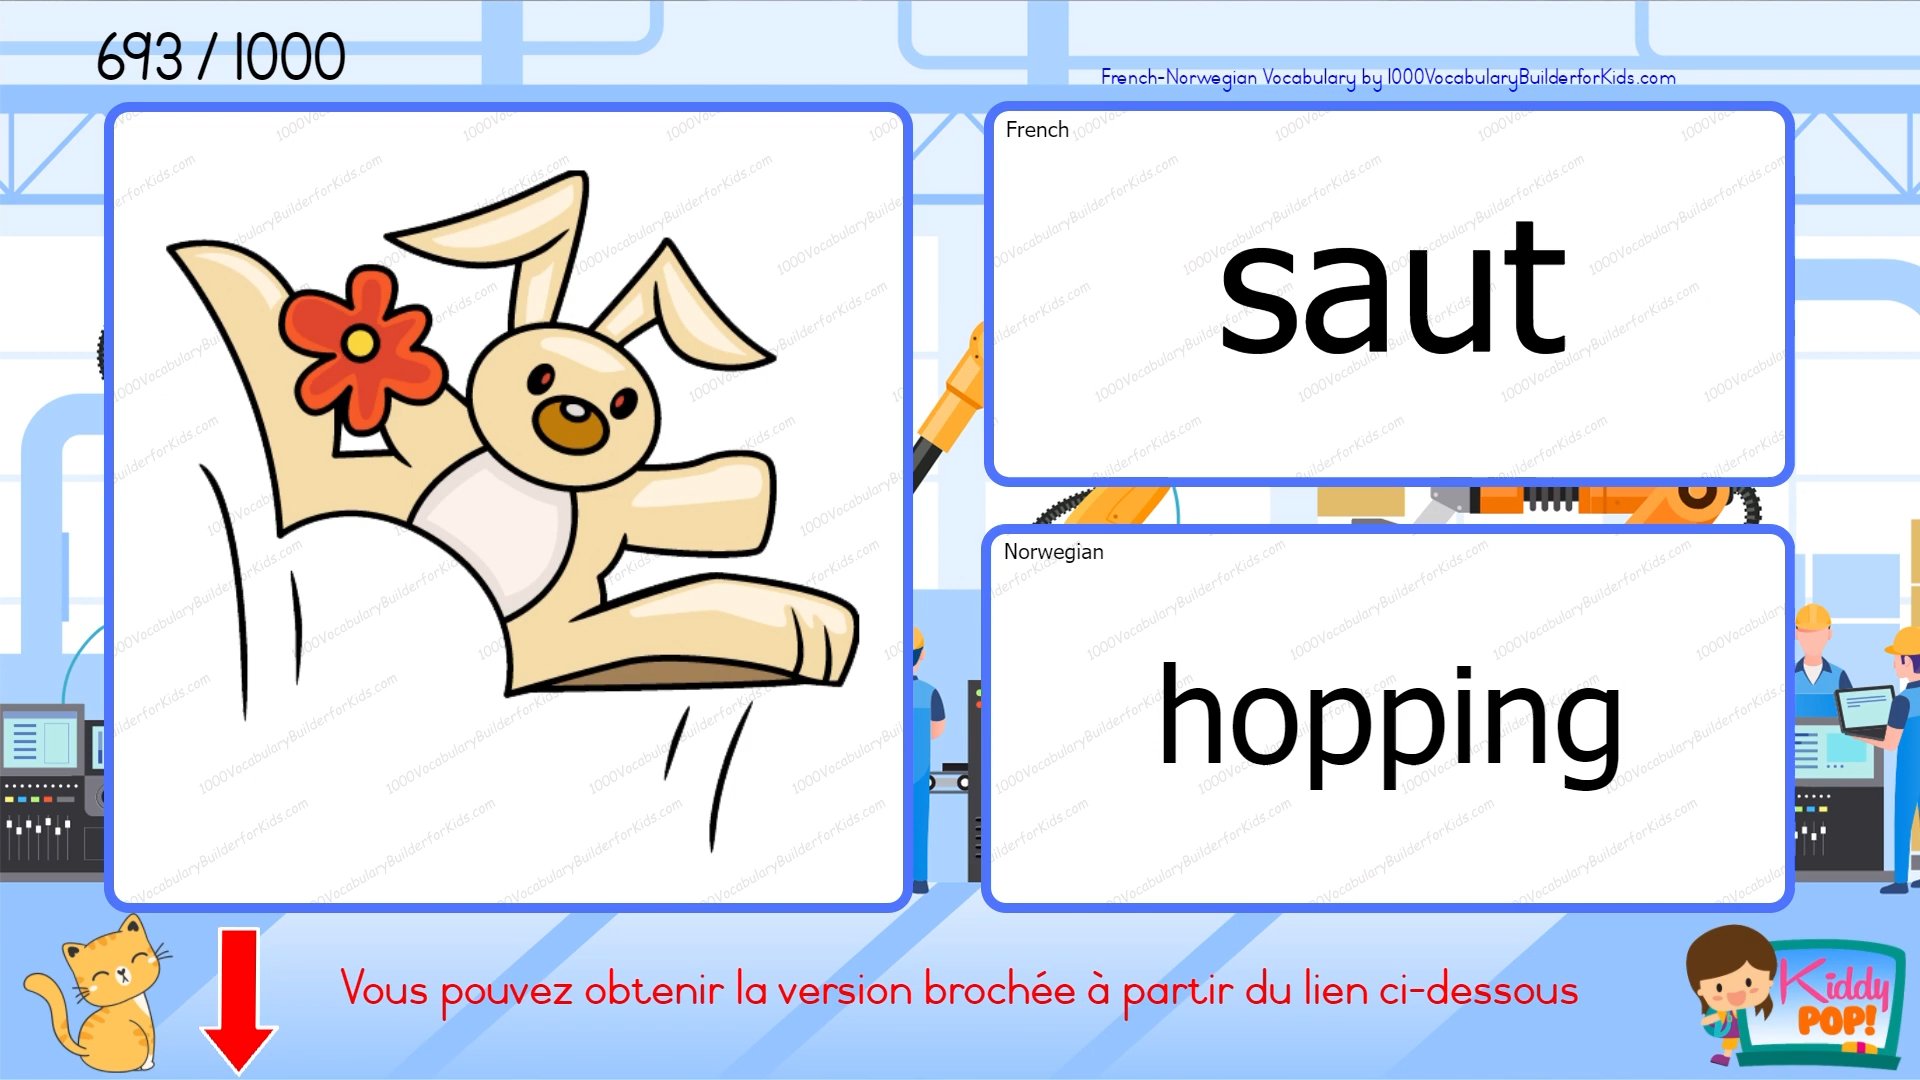 693 / 1000
French-Norwegian Vocabulary by 1000VocabularyBuilderforKids.com
French
saut
Norwegian
hopping
Vous pouvez obtenir la version brochée à partir du lien ci-dessous
Kiddy
POP!